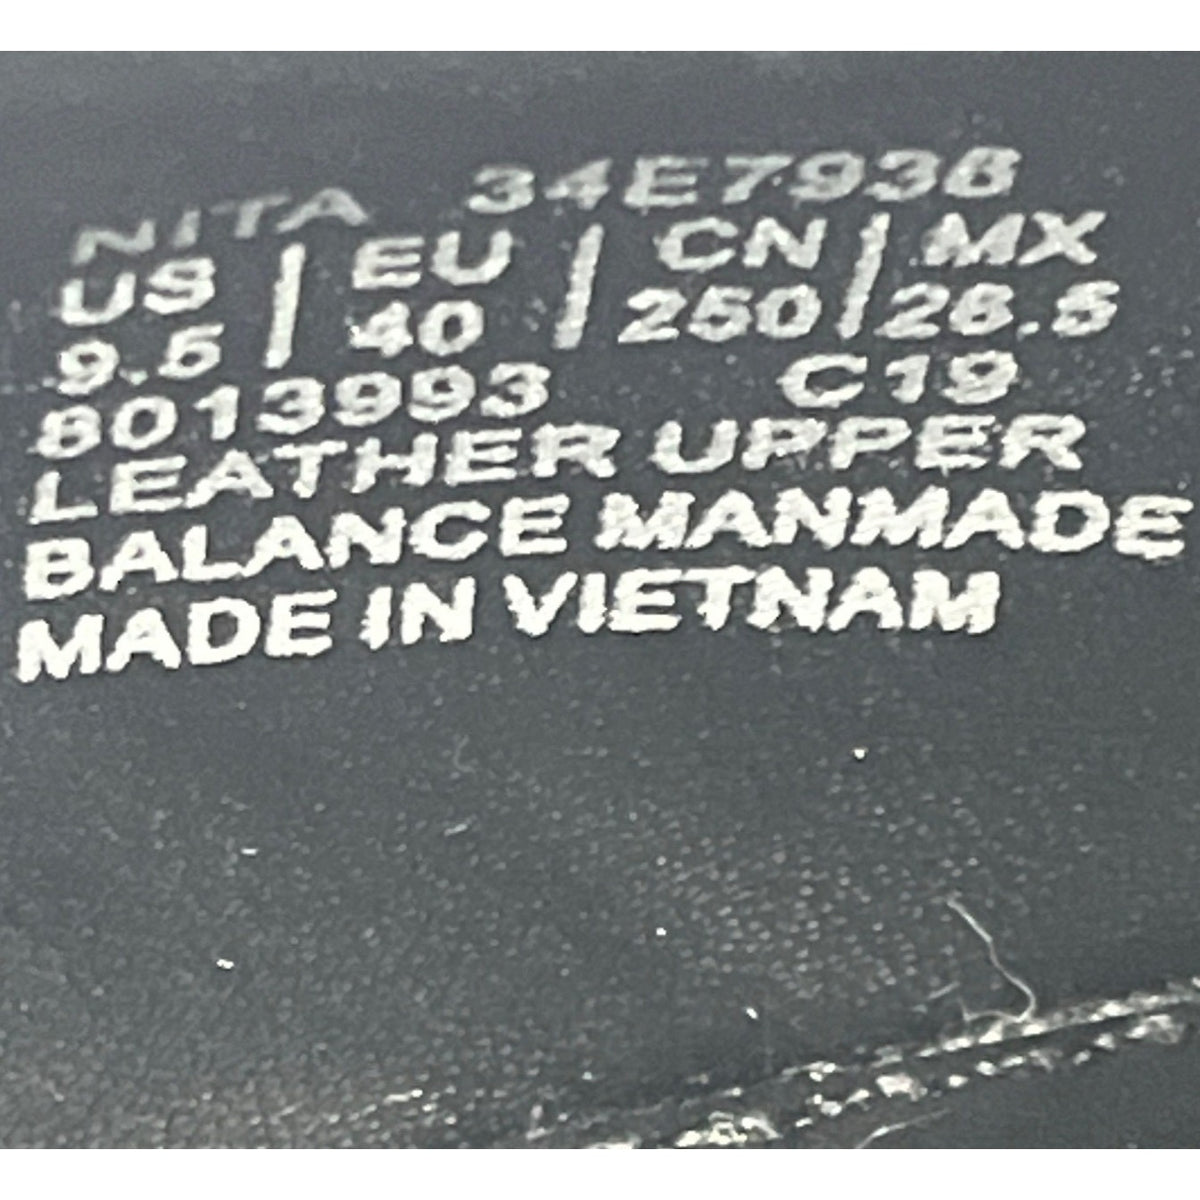 NITA 34E7938
US | EU | CN | MX
9.5 | 40 | 250 | 26.5
8013993 C19
LEATHER UPPER
BALANCE MANMADE
MADE IN VIETNAM